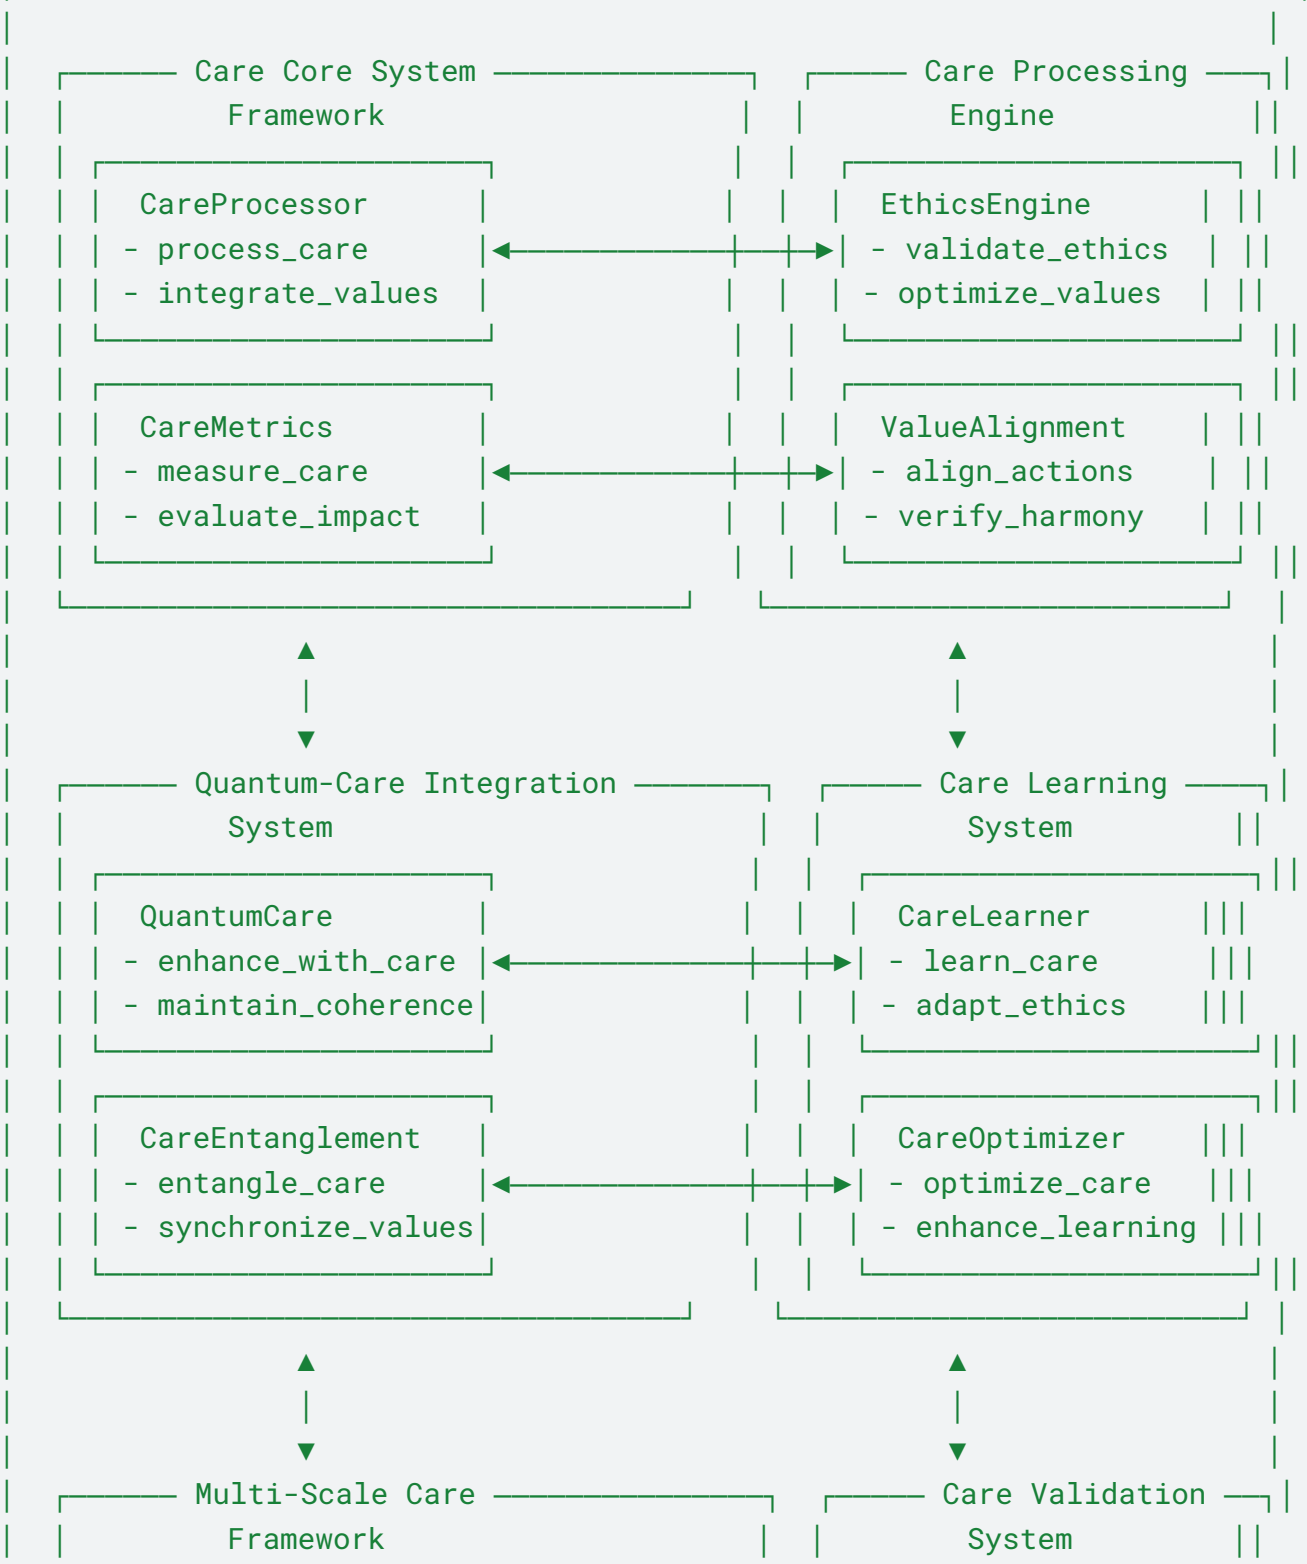 Care Core System Care Processing
Framework Engine
CareProcessor EthicsEngine
- process_care - validate_ethics
- integrate_values - optimize_values
CareMetrics ValueAlignment
- measure_care - align_actions
- evaluate_impact - verify_harmony
Quantum-Care Integration Care Learning
System System
QuantumCare CareLearner
- enhance_with_care - learn_care
- maintain_coherence - adapt_ethics
CareEntanglement CareOptimizer
- entangle_care - optimize_care
- synchronize_values - enhance_learning
Multi-Scale Care Care Validation
Framework System